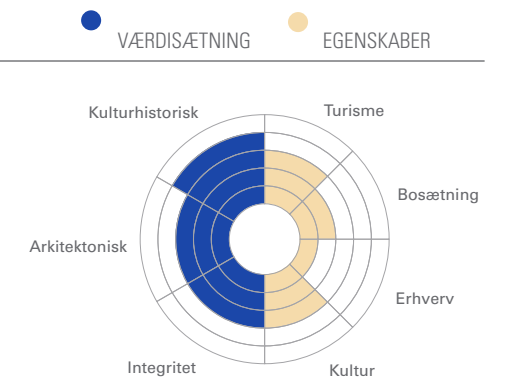 VÆRDISÆTNING EGENSKABER
Kulturhistorisk Turisme
Bosætning
Arkitektonisk
Erhverv
Integritet Kultur